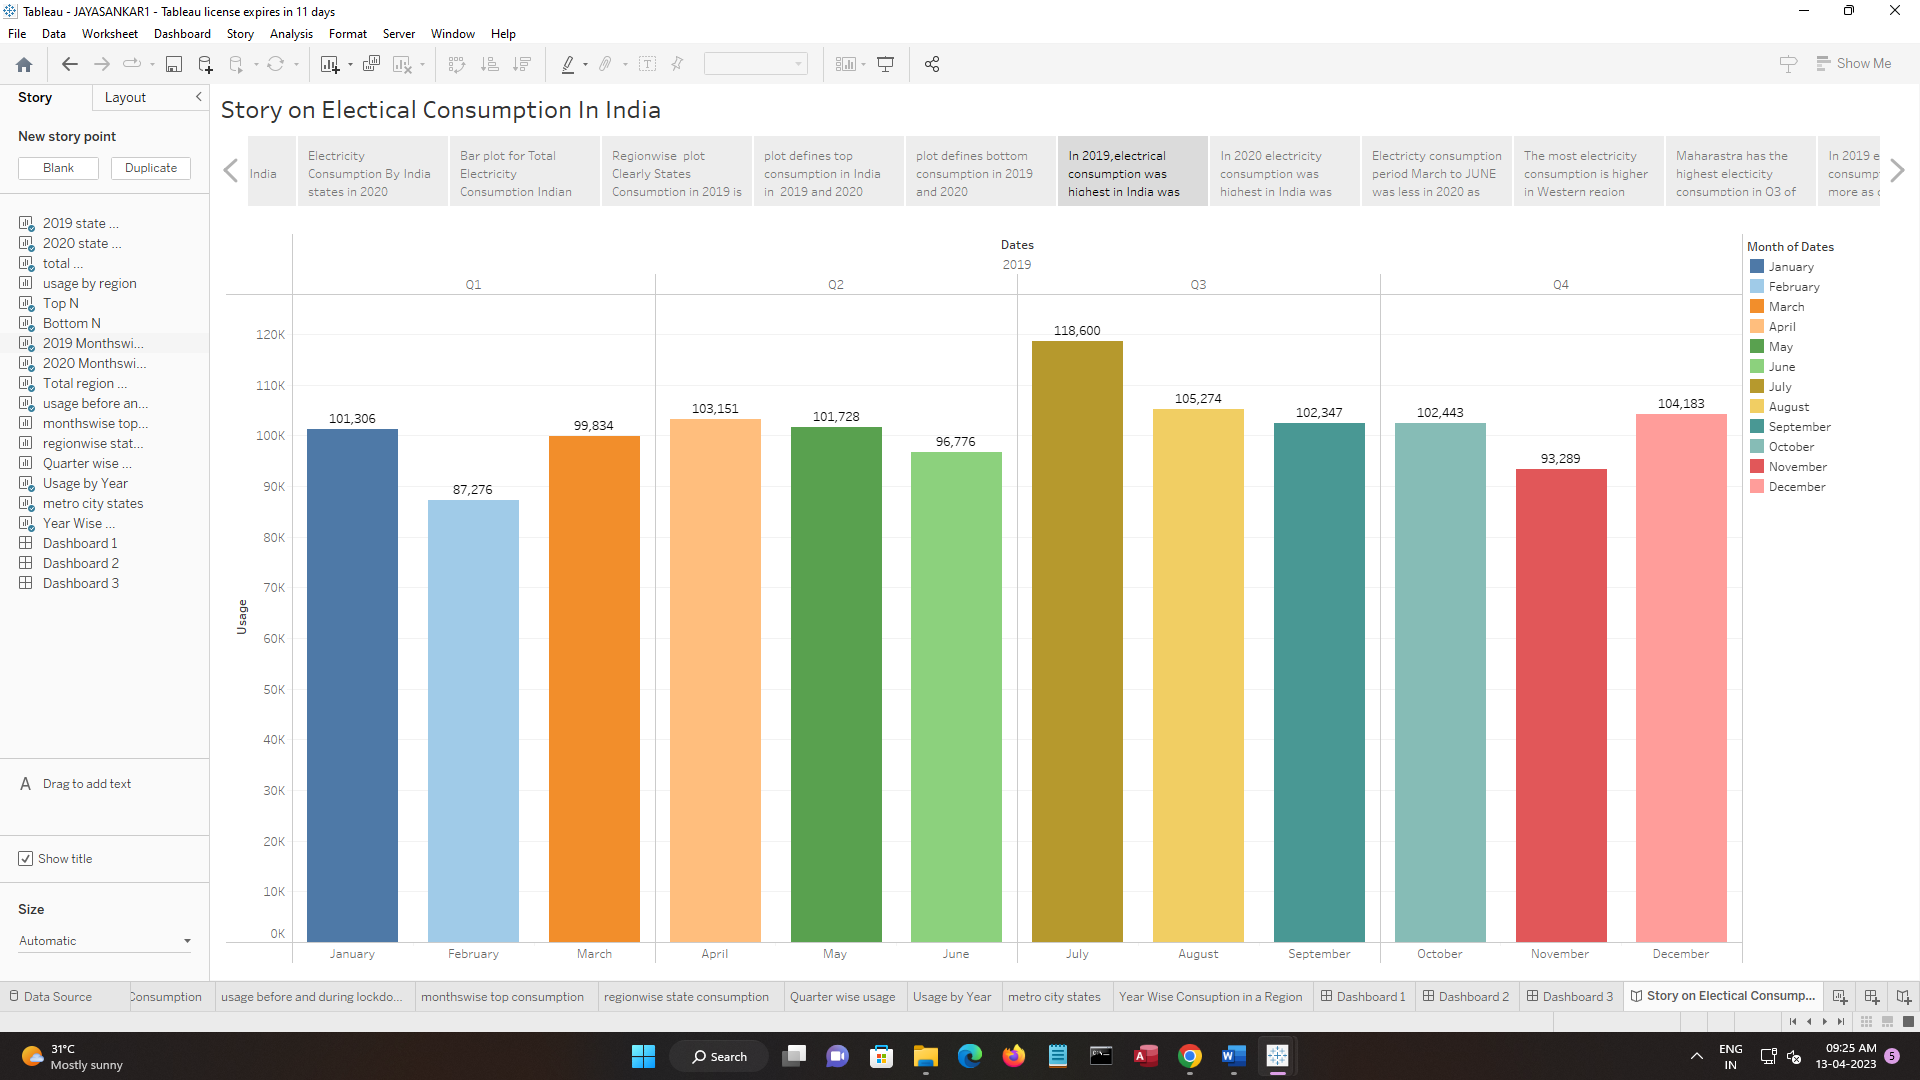 Tableau - JAYASANKAR1 - Tableau license expires in 11 days
File Data Worksheet Dashboard Story Analysis Format Server Window Help
Show Me
Story Layout
New story point
Blank Duplicate
2019 state ...
2020 state ...
total ...
usage by region
Top N
Bottom N
2019 Monthswi...
2020 Monthswi...
Total region ...
usage before an...
monthswise top...
regionwise stat...
Quarter wise ...
Usage by Year
metro city states
Year Wise ...
Dashboard 1
Dashboard 2
Dashboard 3
A Drag to add text
Show title
Size
Automatic
Story on Electical Consumption In India
India
Electricity
Consumption By India
states in 2020
Bar plot for Total
Electricity
Consumption Indian
Regionwise plot
Clearly States
Consumption in 2019 is
plot defines top
consumption in India
in 2019 and 2020
plot defines bottom
consumption in 2019
and 2020
In 2019,electrical
consumption was
highest in India was
In 2020 electricity
consumption was
highest in India was
Electricty consumption
period March to JUNE
was less in 2020 as
The most electricity
consumption is higher
in Western region
Maharastra has the
highest electicity
consumption in Q3 of
In 2019 e
consump
more as c
Dates
2019
Q1 Q2 Q3 Q4
120K
110K
100K
90K
80K
70K
60K
50K
40K
30K
20K
10K
0K
Usage
101,306
87,276
99,834
103,151
101,728
96,776
118,600
105,274
102,347
102,443
93,289
104,183
January February March April May June July August September October November December
Month of Dates
January
February
March
April
May
June
July
August
September
October
November
December
Data Source Consumption usage before and during lockdo... monthswise top consumption regionwise state consumption Quarter wise usage Usage by Year metro city states Year Wise Consuption in a Region Dashboard 1 Dashboard 2 Dashboard 3 Story on Electical Consump...
31°C
Mostly sunny
Search
ENG
IN
09:25 AM
13-04-2023
5